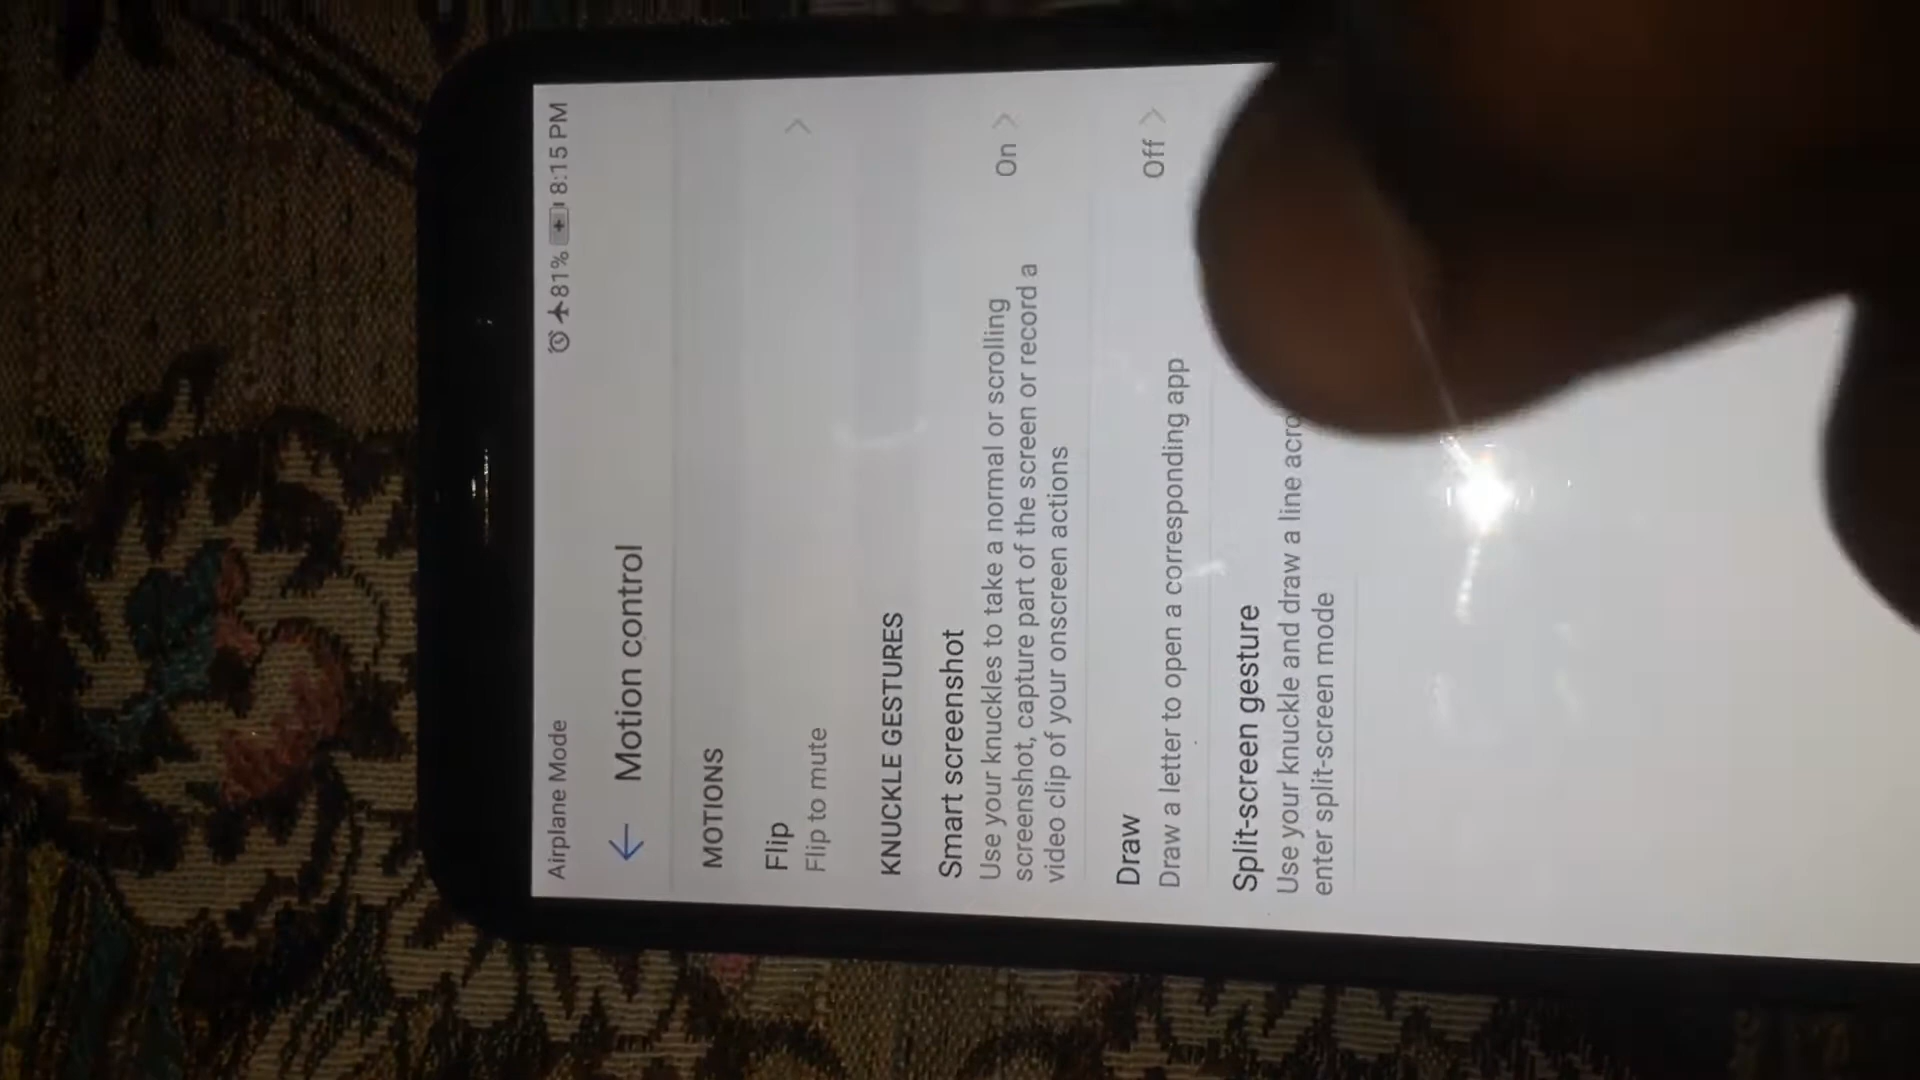 Airplane Mode 81% 8:15 PM
Motion control
MOTIONS
Flip
Flip to mute
KNUCKLE GESTURES
Smart screenshot
Use your knuckles to take a normal or scrolling
screenshot, capture part of the screen or record a
video clip of your onscreen actions
On
Draw
Draw a letter to open a corresponding app
Off
Split-screen gesture
Use your knuckle and draw a line
enter split-screen mode